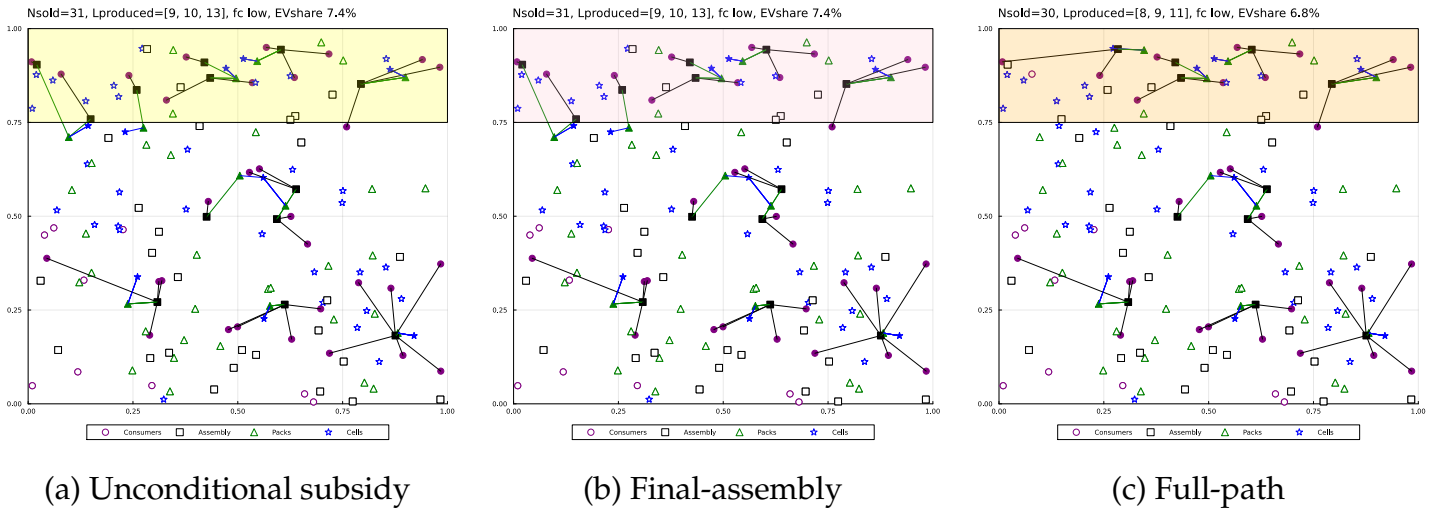 Nsold=31, Lproduced=[9, 10, 13], fc low, EVshare 7.4%
1.00
0.75
0.50
0.25
0.00
0.00 0.25 0.50 0.75 1.00
Consumers Assembly Packs Cells
(a) Unconditional subsidy
Nsold=31, Lproduced=[9, 10, 13], fc low, EVshare 7.4%
1.00
0.75
0.50
0.25
0.00
0.00 0.25 0.50 0.75 1.00
Consumers Assembly Packs Cells
(b) Final-assembly
Nsold=30, Lproduced=[8, 9, 11], fc low, EVshare 6.8%
1.00
0.75
0.50
0.25
0.00
0.00 0.25 0.50 0.75 1.00
Consumers Assembly Packs Cells
(c) Full-path